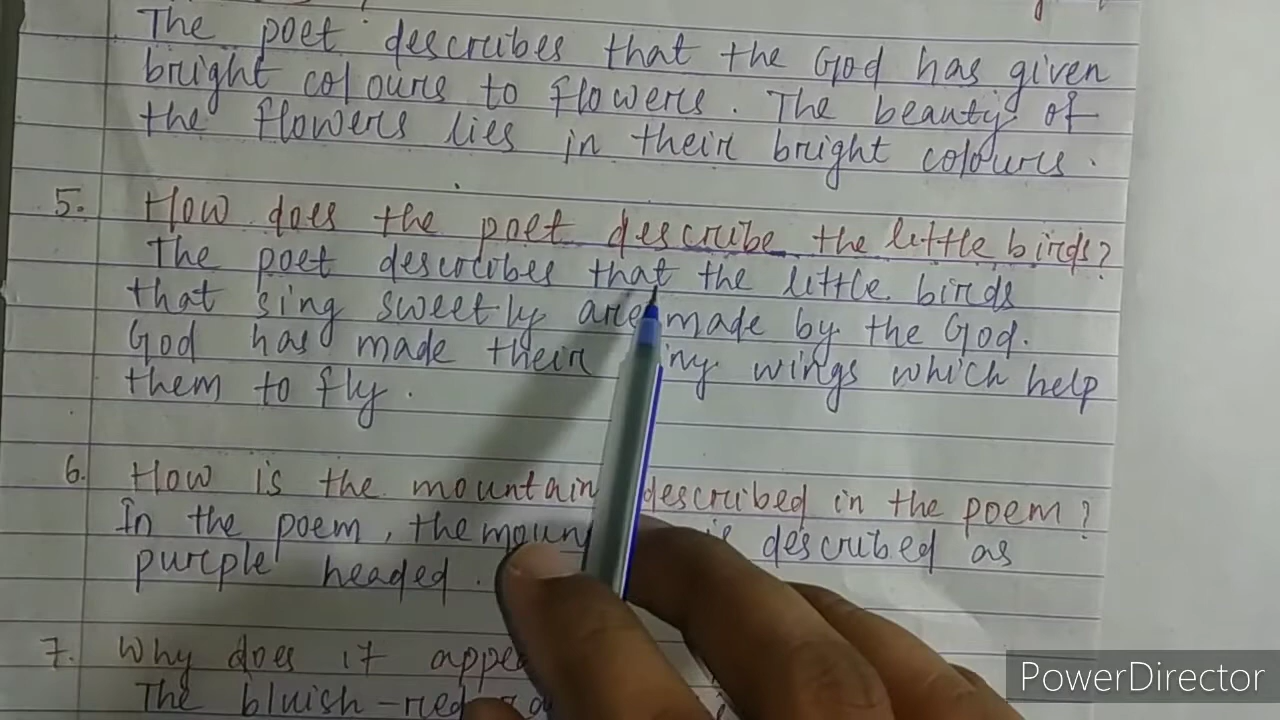 The poet describes that the God has given
bright colours to flowers. The beauty of
the flowers lies in their bright colours.
5. How does the poet describe the little birds?
The poet describes that the little birds
that sing sweetly are made by the God.
God has made their wings which help
them to fly.
6. How is the mountain described in the poem?
In the poem, the is described as
purple headed.
7. Why does it
The bluish-red
PowerDirector